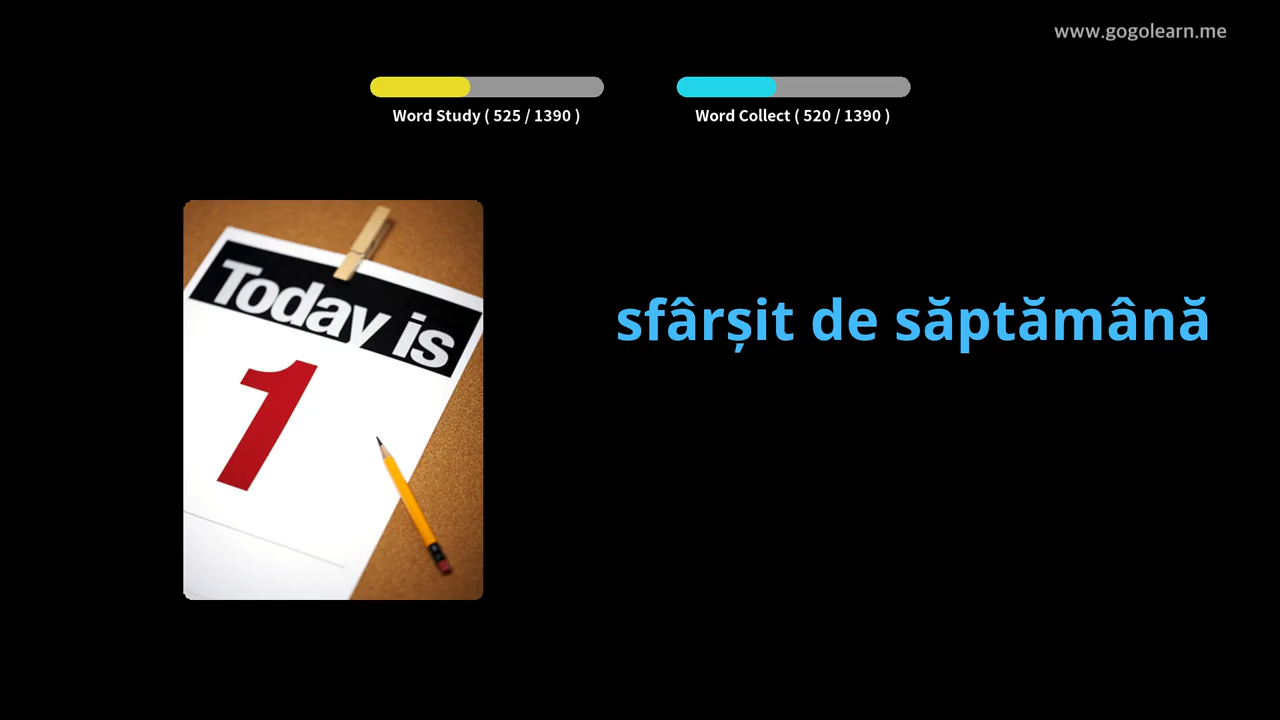 www.gogolearn.me
Word Study ( 525 / 1390 )
Word Collect ( 520 / 1390 )
Today is
1
sfârșit de săptămână